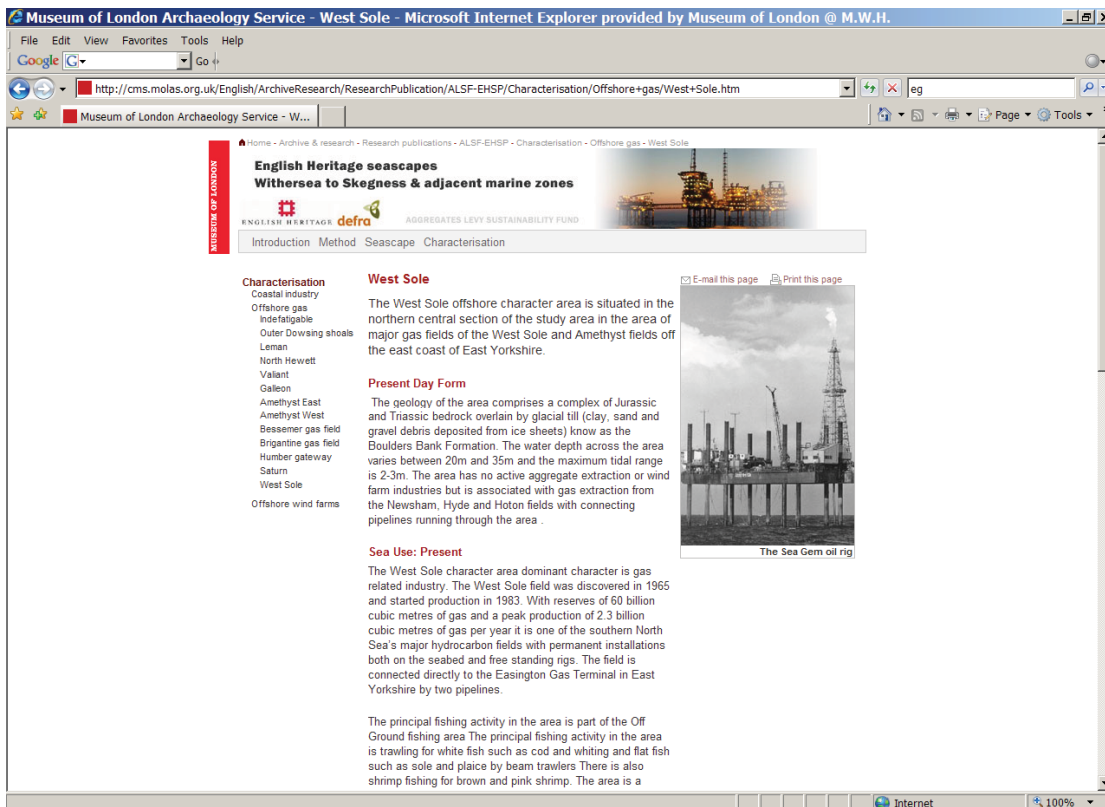 Museum of London Archaeology Service - West Sole - Microsoft Internet Explorer provided by Museum of London @ M.W.H.
File Edit View Favorites Tools Help
Google G Go
http://cms.molas.org.uk/English/ArchiveResearch/ResearchPublication/ALSF-EHSP/Characterisation/Offshore+gas/West+Sole.htm eg
Museum of London Archaeology Service - W... Page Tools
Home - Archive & research - Research publications - ALSF-EHSP - Characterisation - Offshore gas - West Sole
MUSEUM OF LONDON
English Heritage seascapes
Withersea to Skegness & adjacent marine zones
ENGLISH HERITAGE defra AGGREGATES LEVY SUSTAINABILITY FUND
Introduction Method Seascape Characterisation
Characterisation
Coastal industry
Offshore gas
Indefatigable
Outer Dowsing shoals
Leman
North Hewett
Valiant
Galleon
Amethyst East
Amethyst West
Bessemer gas field
Brigantine gas field
Humber gateway
Saturn
West Sole
Offshore wind farms
West Sole
The West Sole offshore character area is situated in the
northern central section of the study area in the area of
major gas fields of the West Sole and Amethyst fields off
the east coast of East Yorkshire.
Present Day Form
The geology of the area comprises a complex of Jurassic
and Triassic bedrock overlain by glacial till (clay, sand and
gravel debris deposited from ice sheets) know as the
Boulders Bank Formation. The water depth across the area
varies between 20m and 35m and the maximum tidal range
is 2-3m. The area has no active aggregate extraction or wind
farm industries but is associated with gas extraction from
the Newsham, Hyde and Hoton fields with connecting
pipelines running through the area .
Sea Use: Present
The West Sole character area dominant character is gas
related industry. The West Sole field was discovered in 1965
and started production in 1983. With reserves of 60 billion
cubic metres of gas and a peak production of 2.3 billion
cubic metres of gas per year it is one of the southern North
Sea's major hydrocarbon fields with permanent installations
both on the seabed and free standing rigs. The field is
connected directly to the Easington Gas Terminal in East
Yorkshire by two pipelines.
The principal fishing activity in the area is part of the Off
Ground fishing area The principal fishing activity in the area
is trawling for white fish such as cod and whiting and flat fish
such as sole and plaice by beam trawlers There is also
shrimp fishing for brown and pink shrimp. The area is a
E-mail this page Print this page
The Sea Gem oil rig
Internet 100%